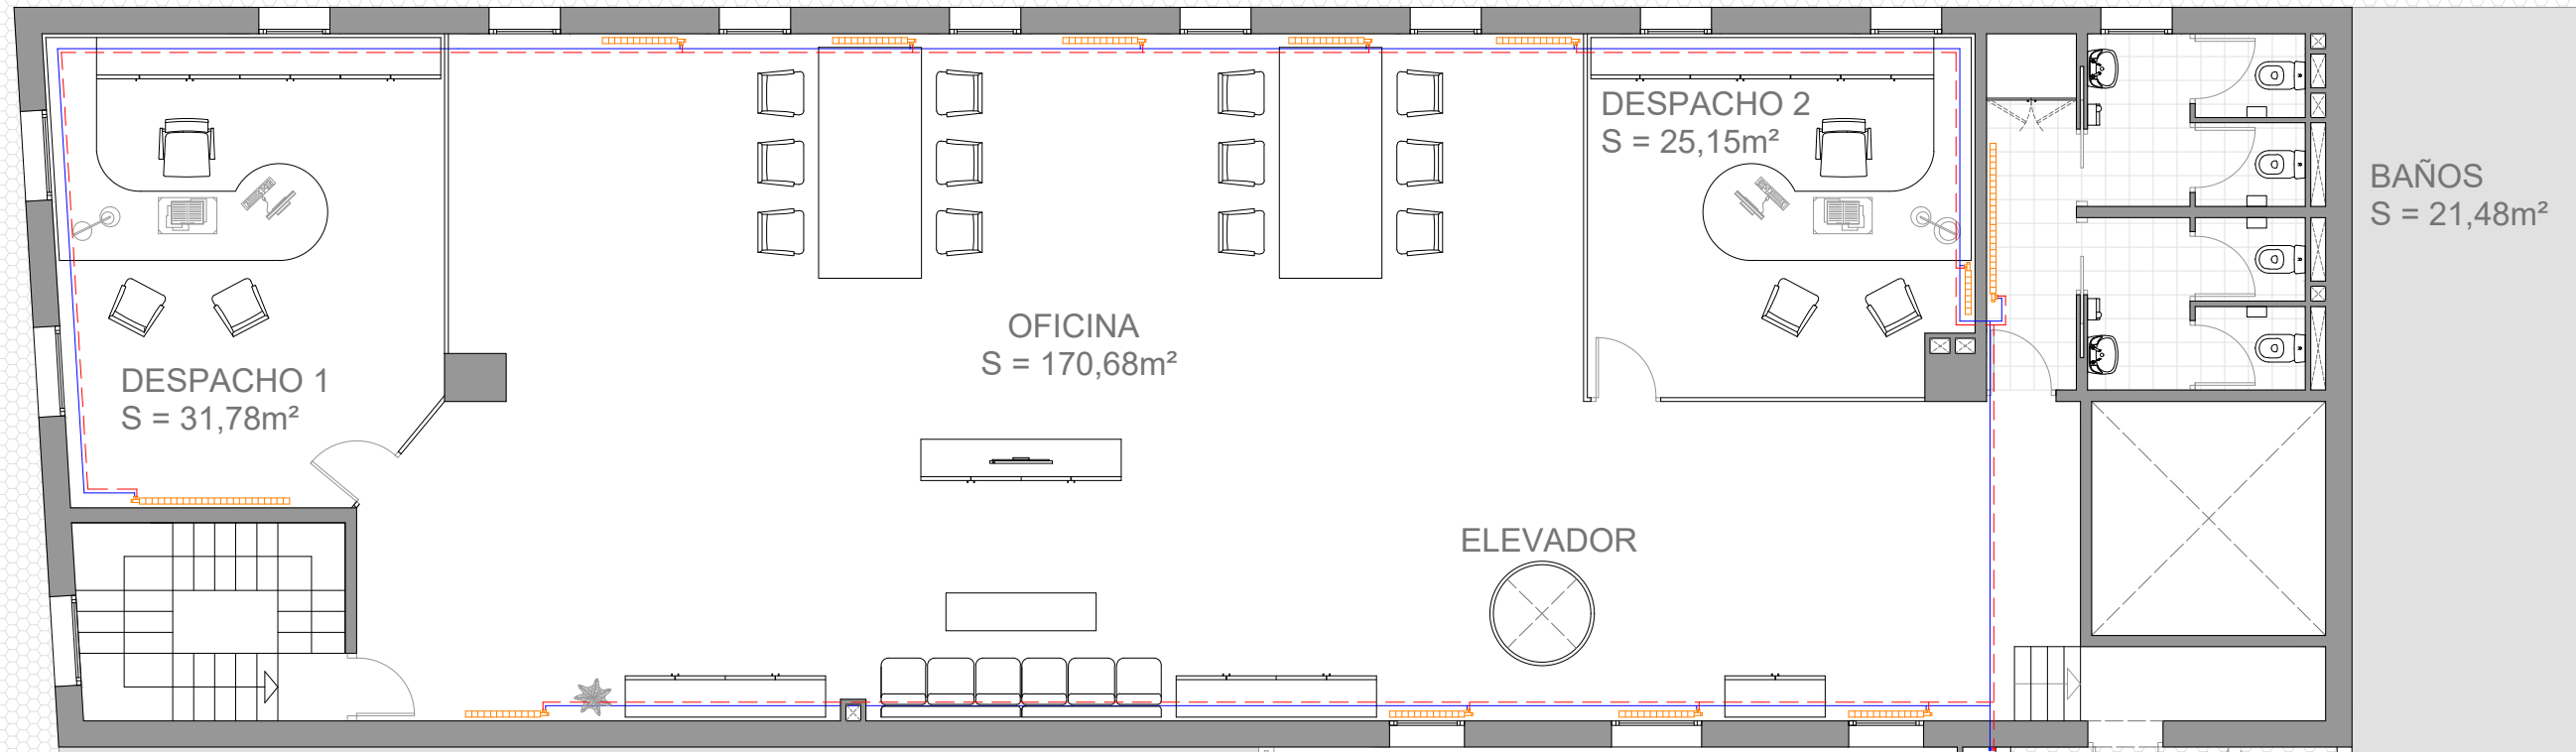 DESPACHO 1
S = 31,78m²
OFICINA
S = 170,68m²
DESPACHO 2
S = 25,15m²
BAÑOS
S = 21,48m²
ELEVADOR